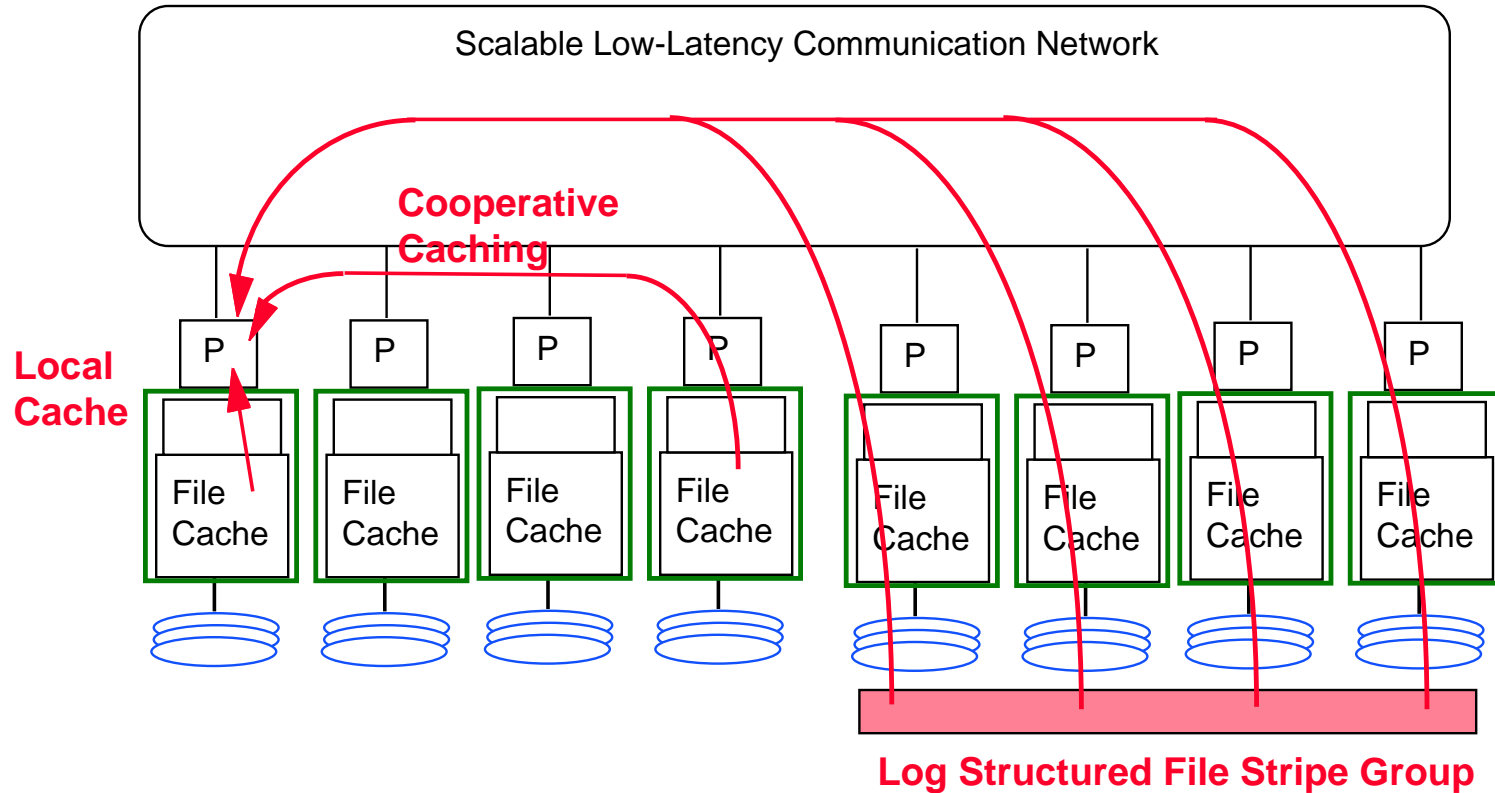 Scalable Low-Latency Communication Network
Cooperative
Caching
P P P P P P P P
Local
Cache
File File File File File File File File
Cache Cache Cache Cache Cache Cache Cache Cache
Log Structured File Stripe Group